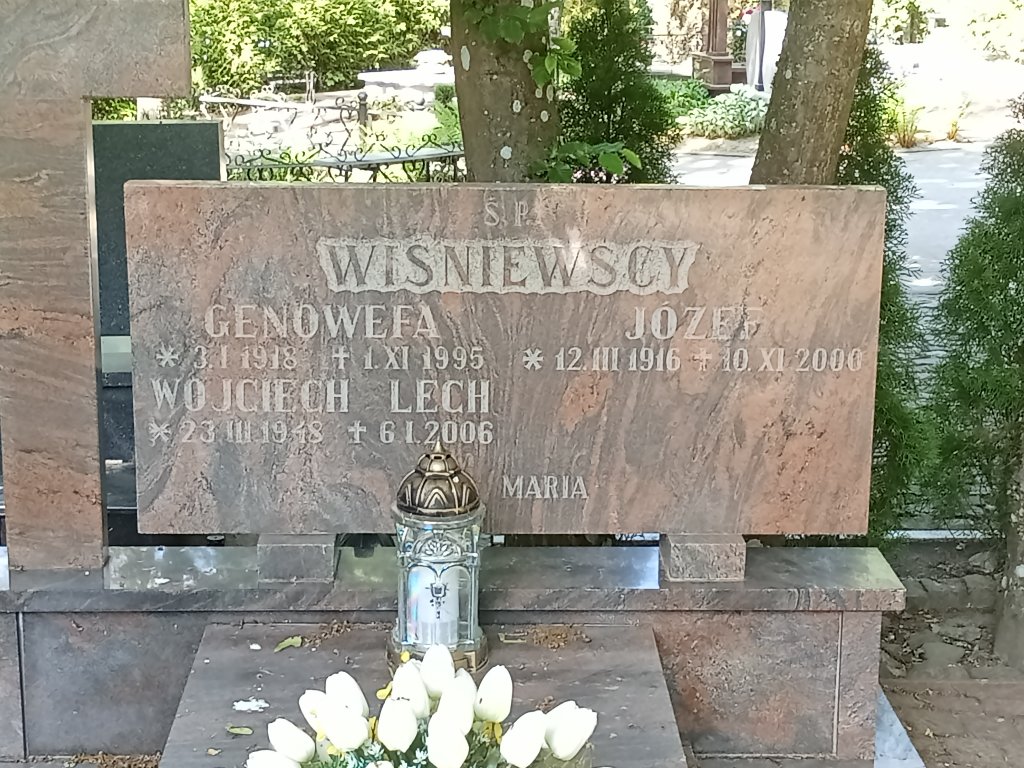 Ś. P.
WIŚNIEWSCY
GENOWEFA JÓZEF
* 3.I 1918 ✝ 1.XI 1995 * 12.III 1916 ✝ 10.XI 2000
WOJCIECH LECH
* 23 III 1948 ✝ 6 I.2006
MARIA